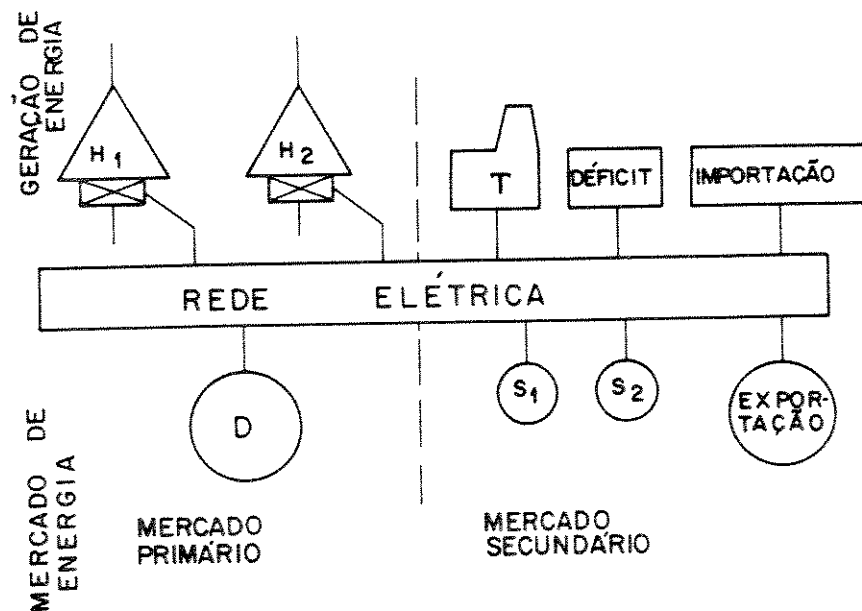 GERAÇÃO DE
ENERGIA
H1
H2
T
DÉFICIT
IMPORTAÇÃO
REDE ELÉTRICA
D
S1
S2
EXPOR-
TAÇÃO
MERCADO DE
ENERGIA
MERCADO
PRIMÁRIO
MERCADO
SECUNDÁRIO